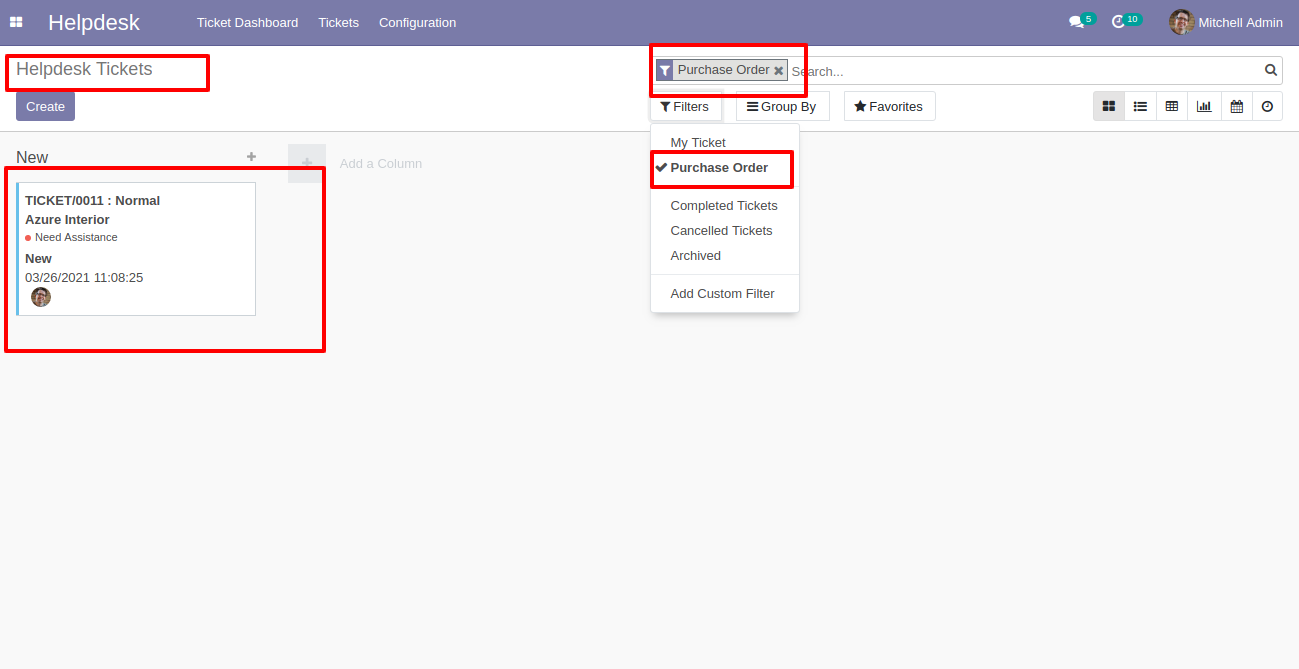 Helpdesk Ticket Dashboard Tickets Configuration 5 10 Mitchell Admin
Helpdesk Tickets
Purchase Order Search...
Create
Filters Group By Favorites
My Ticket
Purchase Order
Completed Tickets
Cancelled Tickets
Archived
Add Custom Filter
New
Add a Column
TICKET/0011 : Normal
Azure Interior
Need Assistance
New
03/26/2021 11:08:25